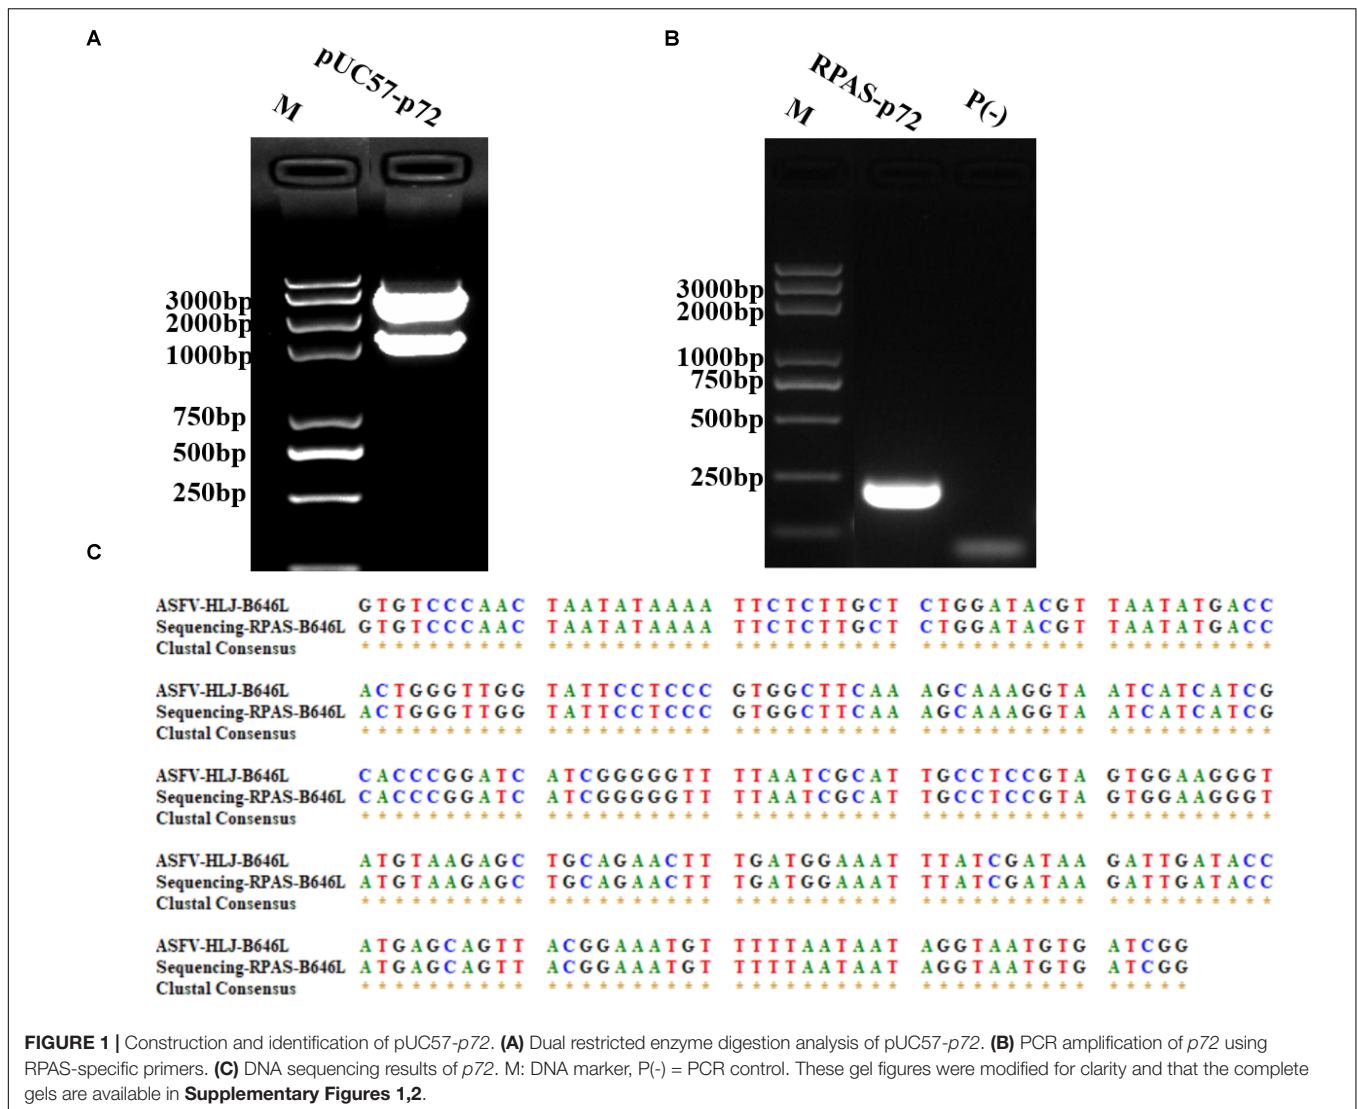 A
B
pUC57-p72
M
RPAS-p72
M
P(-)
3000bp
2000bp
1000bp
750bp
500bp
250bp
3000bp
2000bp
1000bp
750bp
500bp
250bp
C
ASFV-HLJ-B646L GTGTCCCAAC TAATATAAAA TTCTCTTGCT CTGGATACGT TAATATGACC
Sequencing-RPAS-B646L GTGTCCCAAC TAATATAAAA TTCTCTTGCT CTGGATACGT TAATATGACC
Clustal Consensus ********** ********** ********** ********** **********
ASFV-HLJ-B646L ACTGGGTTGG TATTCCTCCC GTGGCTTCAA AGCAAAGGTA ATCATCATCG
Sequencing-RPAS-B646L ACTGGGTTGG TATTCCTCCC GTGGCTTCAA AGCAAAGGTA ATCATCATCG
Clustal Consensus ********** ********** ********** ********** **********
ASFV-HLJ-B646L CACCCGGATC ATCGGGGGTT TTAATCGCAT TGCCTCCGTA GTGGAAGGGT
Sequencing-RPAS-B646L CACCCGGATC ATCGGGGGTT TTAATCGCAT TGCCTCCGTA GTGGAAGGGT
Clustal Consensus ********** ********** ********** ********** **********
ASFV-HLJ-B646L ATGTAAGAGC TGCAGAACTT TGATGGAAAT TTATCGATAA GATTGATACC
Sequencing-RPAS-B646L ATGTAAGAGC TGCAGAACTT TGATGGAAAT TTATCGATAA GATTGATACC
Clustal Consensus ********** ********** ********** ********** **********
ASFV-HLJ-B646L ATGAGCAGTT ACGGAAATGT TTTTAATAAT AGGTAATGTG ATCGG
Sequencing-RPAS-B646L ATGAGCAGTT ACGGAAATGT TTTTAATAAT AGGTAATGTG ATCGG
Clustal Consensus ********** ********** ********** ********** *****
FIGURE 1 | Construction and identification of pUC57-p72. (A) Dual restricted enzyme digestion analysis of pUC57-p72. (B) PCR amplification of p72 using
RPAS-specific primers. (C) DNA sequencing results of p72. M: DNA marker, P(-) = PCR control. These gel figures were modified for clarity and that the complete
gels are available in Supplementary Figures 1,2.